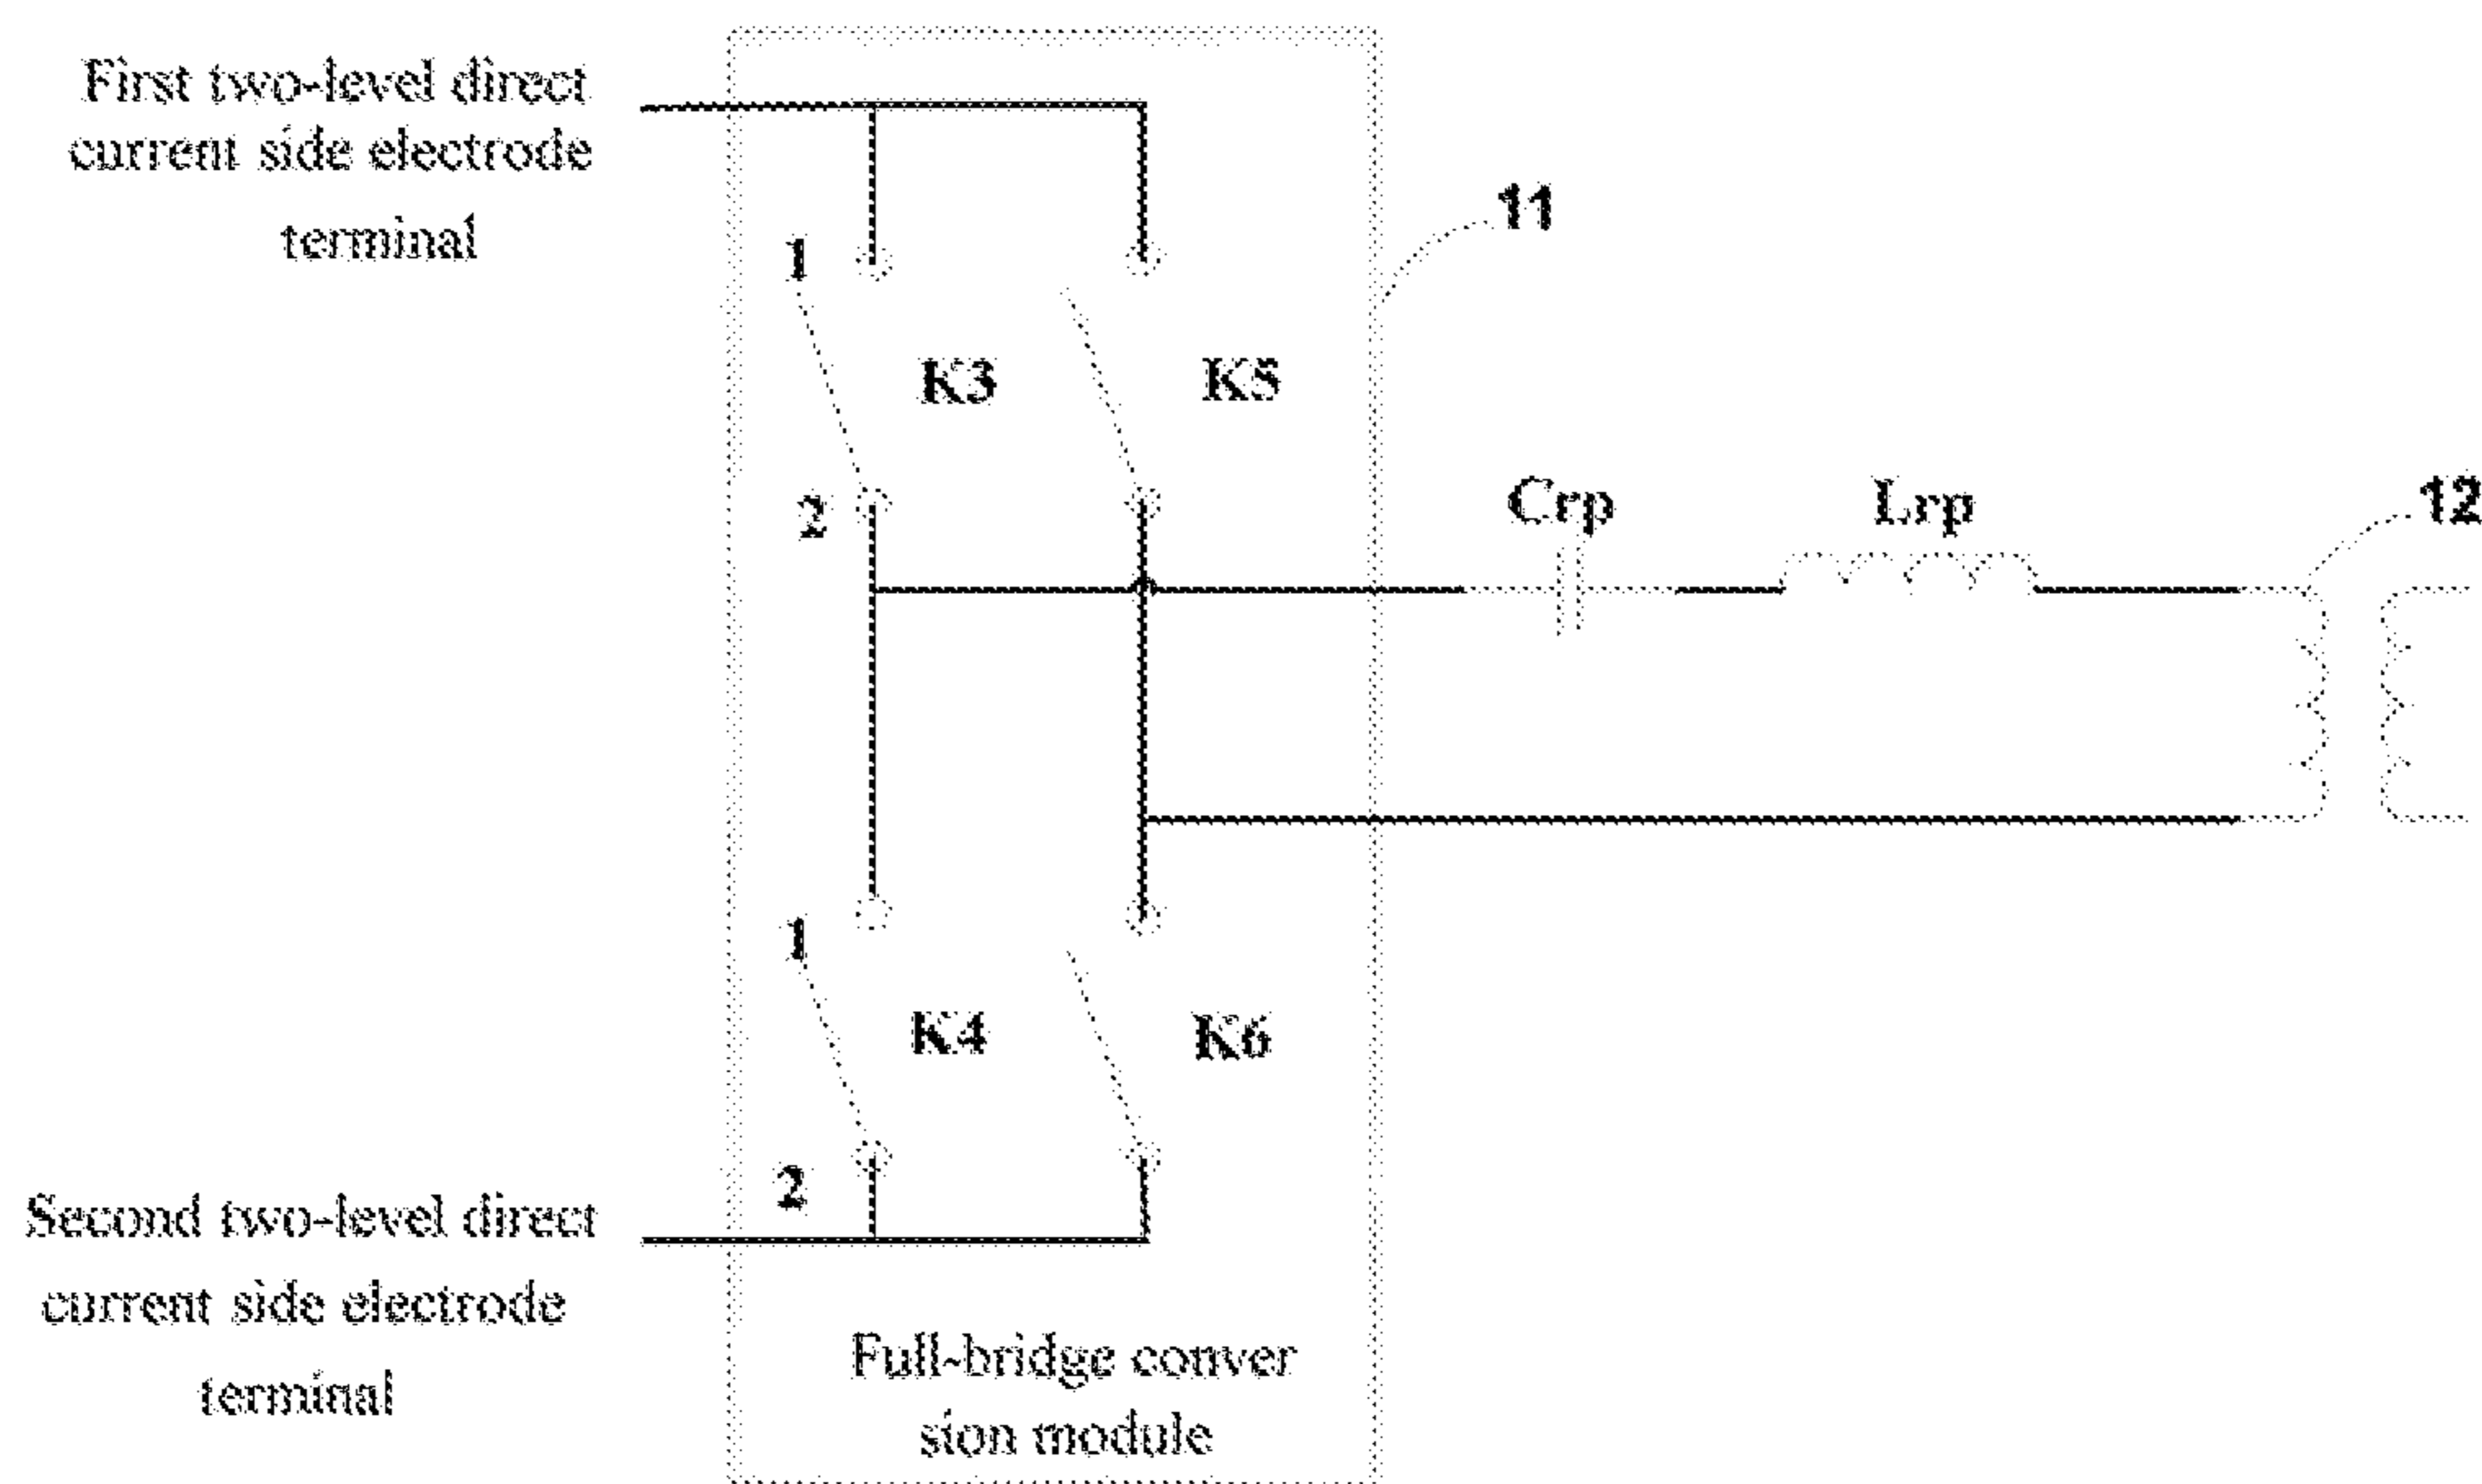 First two-level direct
current side electrode
terminal
11
1
K3
K5
2
Crp
Lrp
12
1
K4
K6
2
Second two-level direct
current side electrode
terminal
Full-bridge conver
sion module